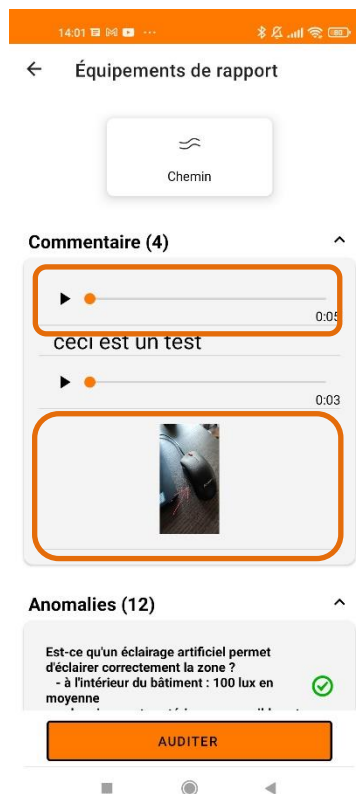 14:01
Équipements de rapport
Chemin
Commentaire (4)
0:05
ceci est un test
0:03
Anomalies (12)
Est-ce qu'un éclairage artificiel permet
d'éclairer correctement la zone ?
- à l'intérieur du bâtiment : 100 lux en
moyenne
AUDITER